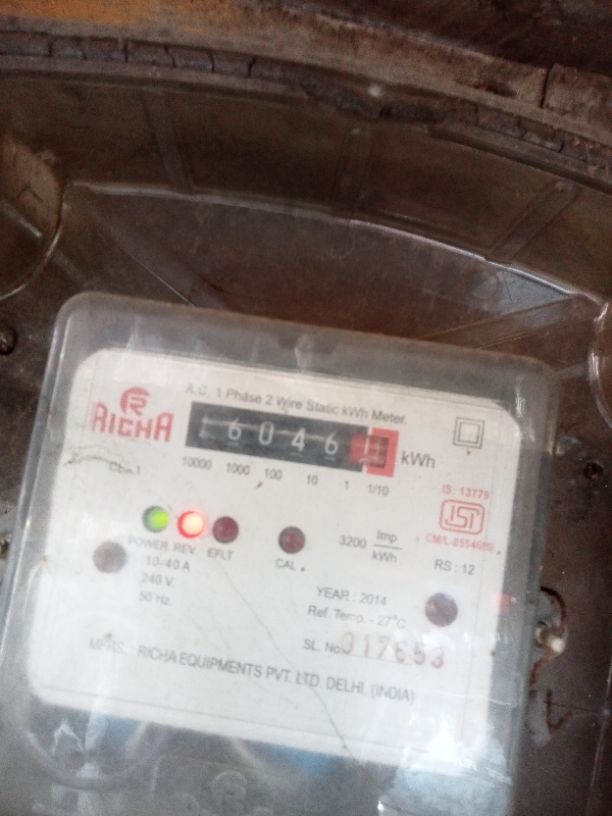 A.C. 1 Phase 2 Wire Static kWh Meter.
RICHA
16046
kWh
10000 1000 100 10 1 1/10
IS: 13779
ISI
POWER REV. EFLT
CAL
3200 Imp/kWh
RS : 12
10-40 A
240 V.
50 Hz.
YEAR : 2014
Ref. Temp. - 27°C
SL. No.
MFRS. : RICHA EQUIPMENTS PVT. LTD. DELHI, (INDIA)